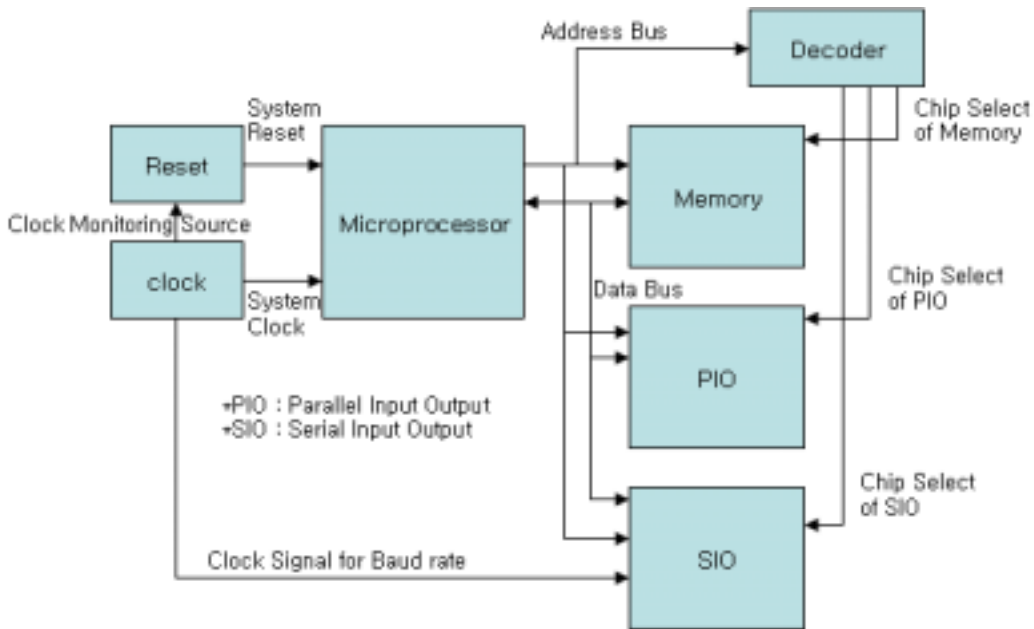 Address Bus
Decoder
System
Reset
Chip Select
of Memory
Reset
Microprocessor
Memory
Clock Monitoring Source
clock
System
Clock
Data Bus
Chip Select
of PIO
PIO
*PIO : Parallel Input Output
*SIO : Serial Input Output
Chip Select
of SIO
Clock Signal for Baud rate
SIO